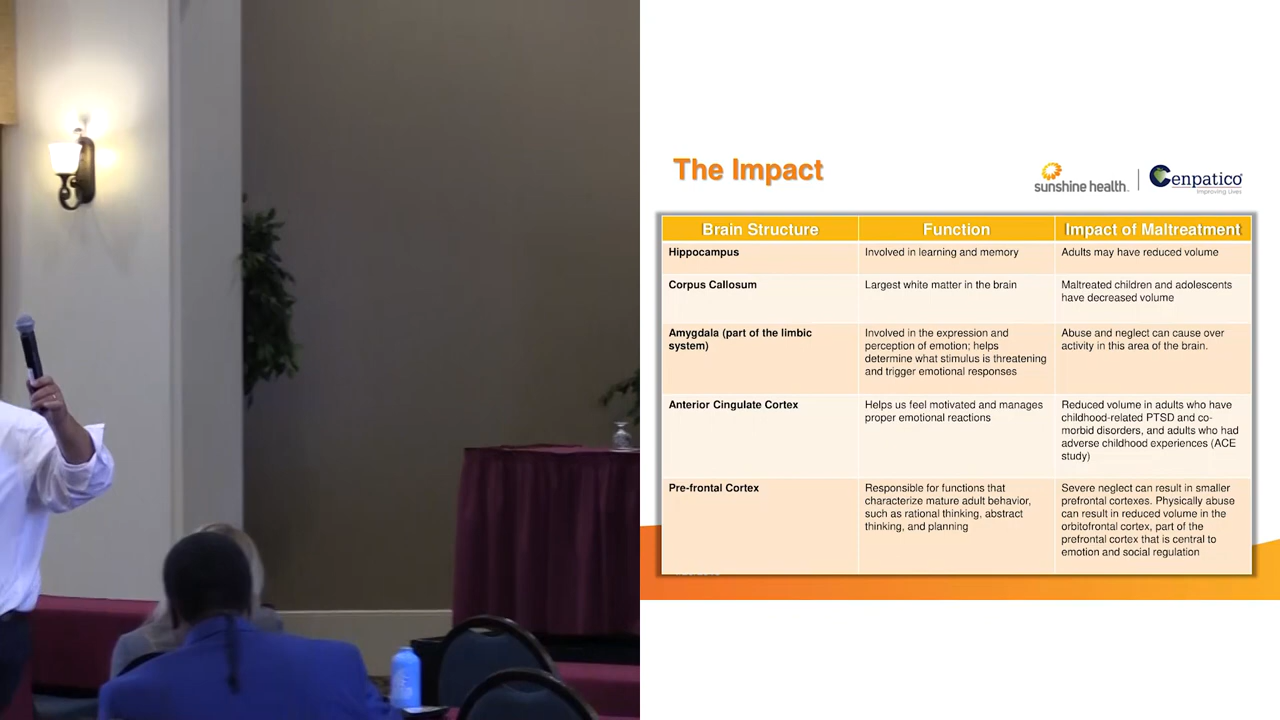 The Impact
sunshine health.
Cenpatico
Improving Lives
Brain Structure
Function
Impact of Maltreatment
Hippocampus
Involved in learning and memory
Adults may have reduced volume
Corpus Callosum
Largest white matter in the brain
Maltreated children and adolescents
have decreased volume
Amygdala (part of the limbic
system)
Involved in the expression and
perception of emotion; helps
determine what stimulus is threatening
and trigger emotional responses
Abuse and neglect can cause over
activity in this area of the brain.
Anterior Cingulate Cortex
Helps us feel motivated and manages
proper emotional reactions
Reduced volume in adults who have
childhood-related PTSD and co-
morbid disorders, and adults who had
adverse childhood experiences (ACE
study)
Pre-frontal Cortex
Responsible for functions that
characterize mature adult behavior,
such as rational thinking, abstract
thinking, and planning
Severe neglect can result in smaller
prefrontal cortexes. Physically abuse
can result in reduced volume in the
orbitofrontal cortex, part of the
prefrontal cortex that is central to
emotion and social regulation